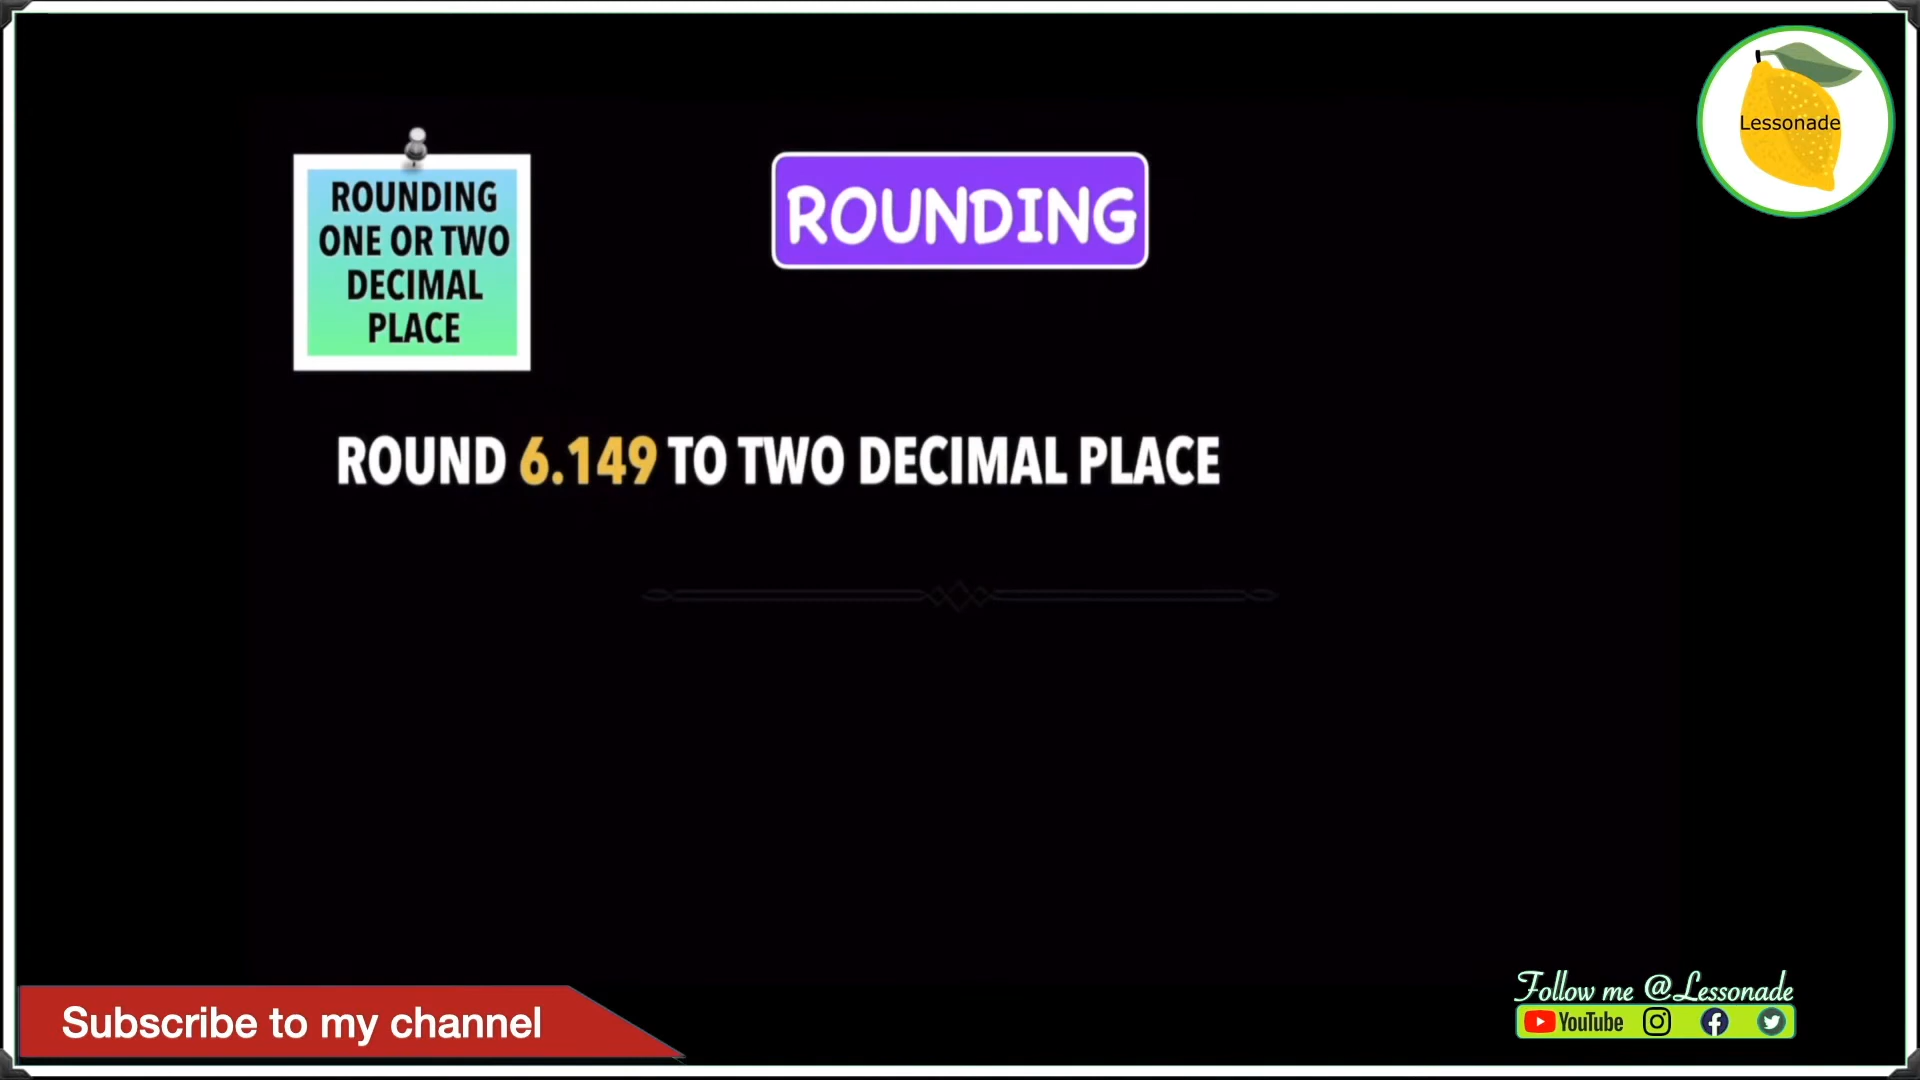 Lessonade
ROUNDING
ONE OR TWO
DECIMAL
PLACE
ROUNDING
ROUND 6.149 TO TWO DECIMAL PLACE
Subscribe to my channel
Follow me @Lessonade
YouTube